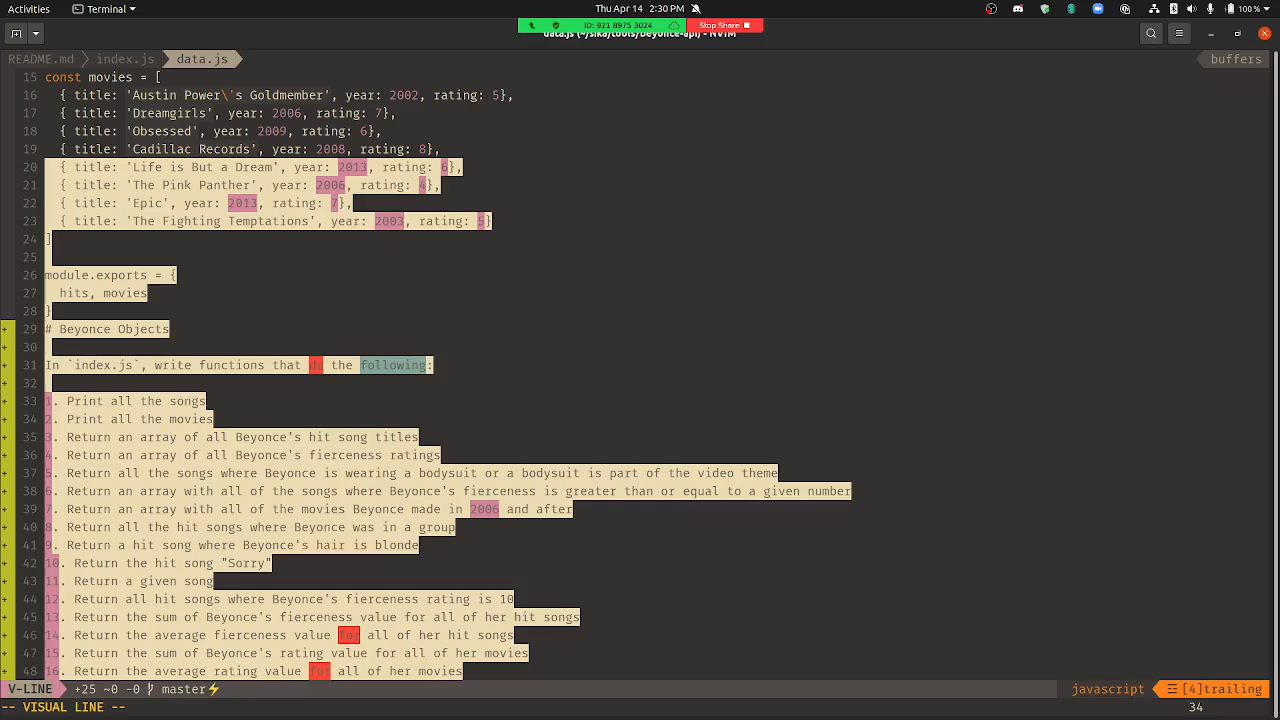 Activities Terminal Thu Apr 14 2:30 PM 100 %
ID: 921 8975 3024 Stop Share
data.js (~/sika/tools/beyonce-api) - NVIM
README.md index.js data.js buffers
15 const movies = [
16 { title: 'Austin Power\'s Goldmember', year: 2002, rating: 5},
17 { title: 'Dreamgirls', year: 2006, rating: 7},
18 { title: 'Obsessed', year: 2009, rating: 6},
19 { title: 'Cadillac Records', year: 2008, rating: 8},
20 { title: 'Life is But a Dream', year: 2013, rating: 6},
21 { title: 'The Pink Panther', year: 2006, rating: 4},
22 { title: 'Epic', year: 2013, rating: 7},
23 { title: 'The Fighting Temptations', year: 2003, rating: 5}
24 ]
25
26 module.exports = {
27 hits, movies
28 }
+ 29 # Beyonce Objects
+ 30
+ 31 In `index.js`, write functions that do the following:
+ 32
+ 33 1. Print all the songs
+ 34 2. Print all the movies
+ 35 3. Return an array of all Beyonce's hit song titles
+ 36 4. Return an array of all Beyonce's fierceness ratings
+ 37 5. Return all the songs where Beyonce is wearing a bodysuit or a bodysuit is part of the video theme
+ 38 6. Return an array with all of the songs where Beyonce's fierceness is greater than or equal to a given number
+ 39 7. Return an array with all of the movies Beyonce made in 2006 and after
+ 40 8. Return all the hit songs where Beyonce was in a group
+ 41 9. Return a hit song where Beyonce's hair is blonde
+ 42 10. Return the hit song "Sorry"
+ 43 11. Return a given song
+ 44 12. Return all hit songs where Beyonce's fierceness rating is 10
+ 45 13. Return the sum of Beyonce's fierceness value for all of her hit songs
+ 46 14. Return the average fierceness value for all of her hit songs
+ 47 15. Return the sum of Beyonce's rating value for all of her movies
+ 48 16. Return the average rating value for all of her movies
V-LINE +25 ~0 -0 master⚡ javascript ☲ [4]trailing
-- VISUAL LINE -- 34